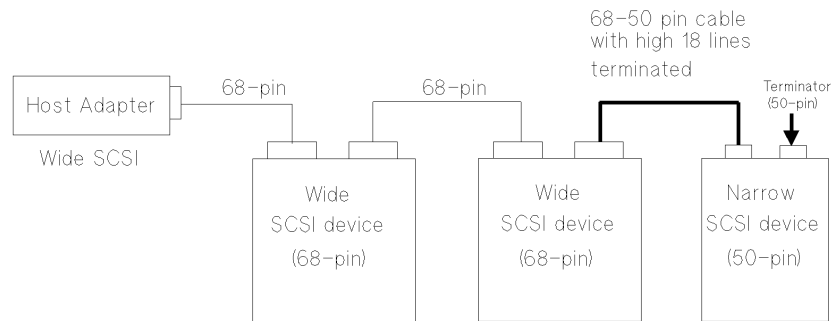 68-50 pin cable
with high 18 lines
terminated
Host Adapter
Wide SCSI
68-pin
68-pin
Terminator
(50-pin)
Wide
SCSI device
(68-pin)
Wide
SCSI device
(68-pin)
Narrow
SCSI device
(50-pin)